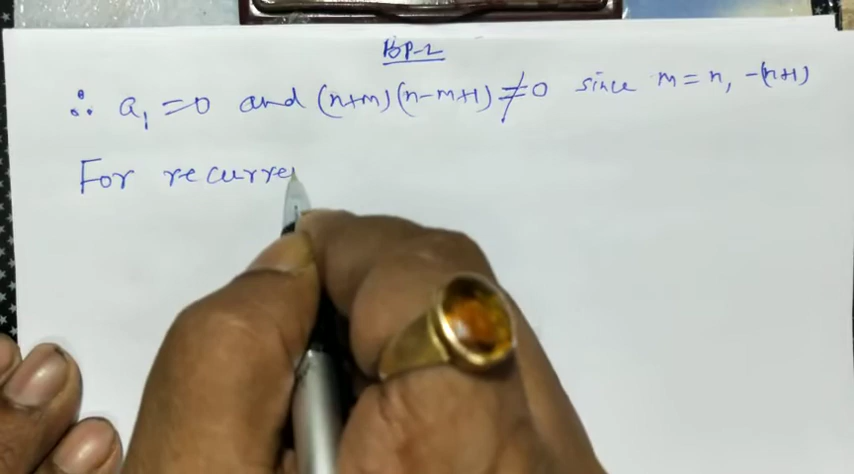 BP-2
∴ a₁ = 0 and (n+m)(n-m+1) ≠ 0 since m = n, -(n+1)
For recurre